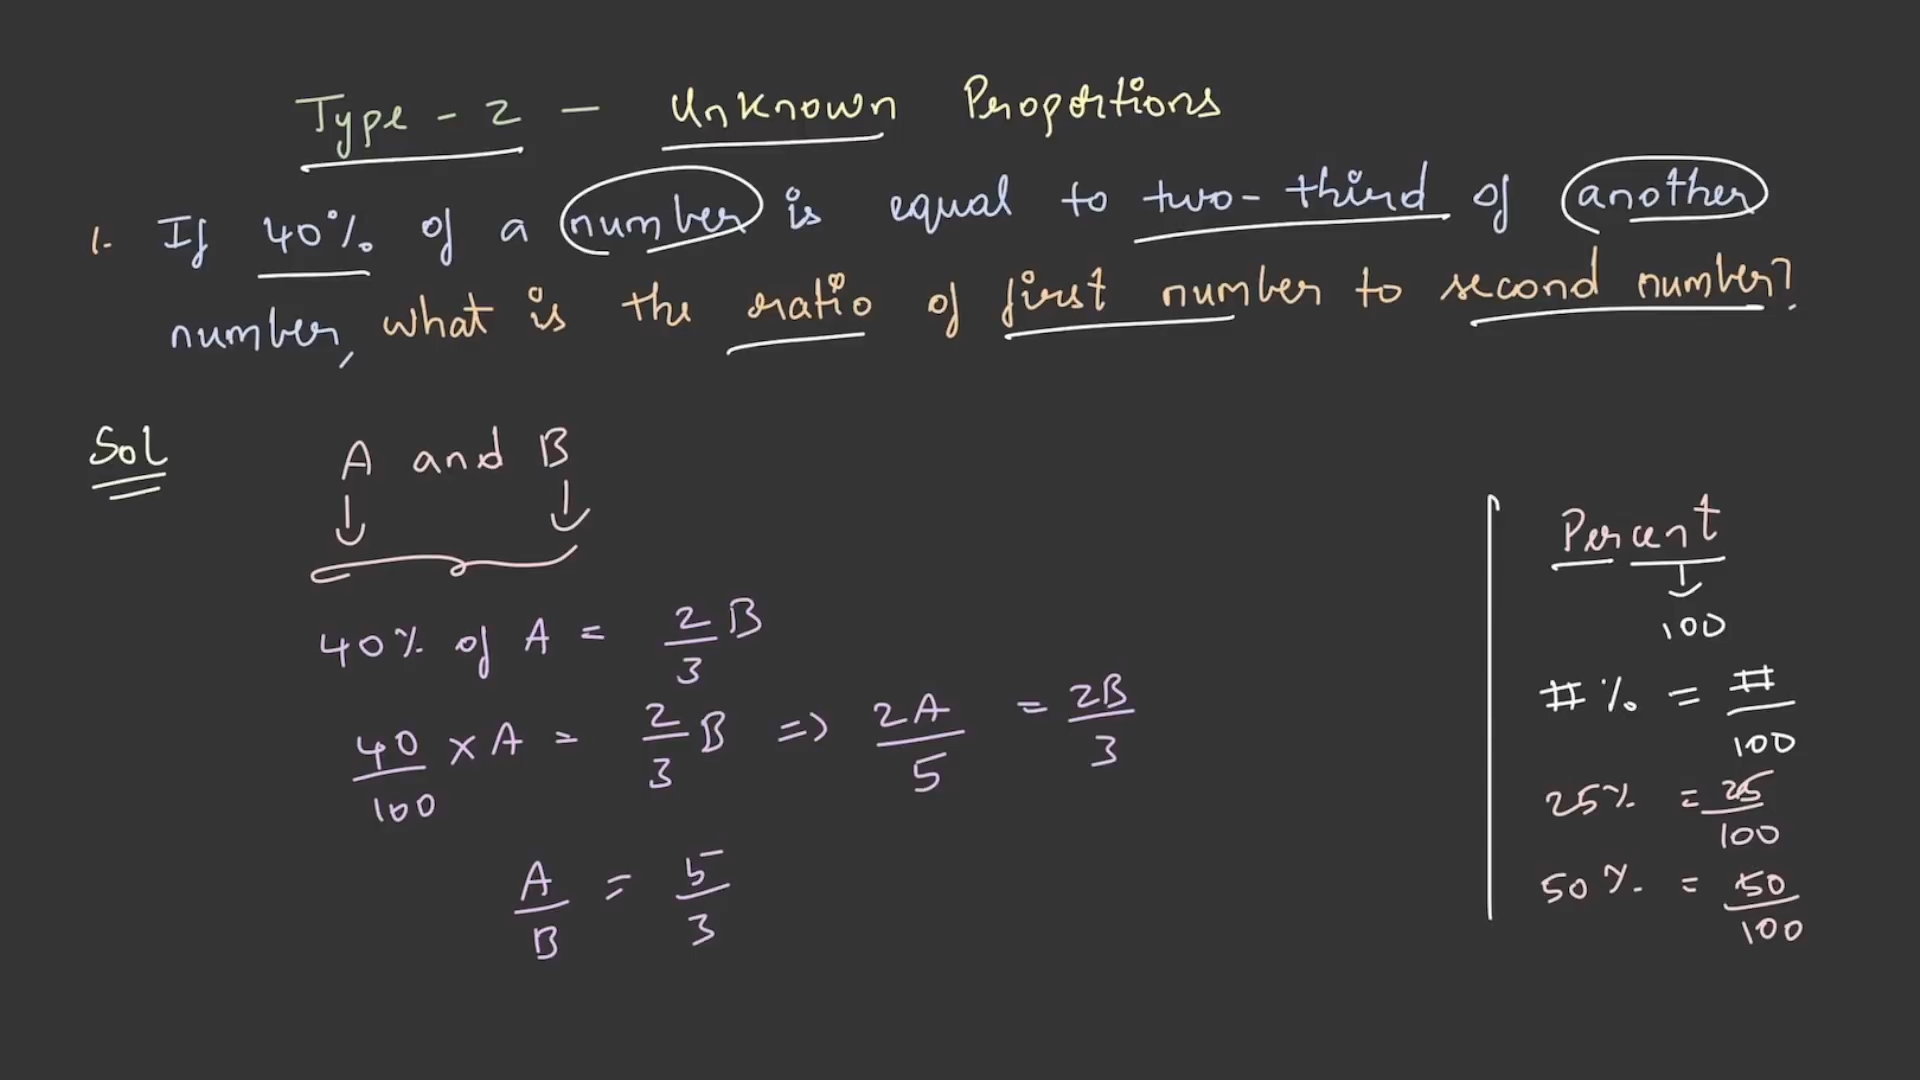 Type - 2 - Unknown Proportions
1. If 40% of a number is equal to two-third of another
number, what is the ratio of first number to second number?
Sol
A and B
40% of A = 2/3 B
40/100 × A = 2/3 B => 2A/5 = 2B/3
A/B = 5/3
Percent
100
#% = #/100
25% = 25/100
50% = 50/100